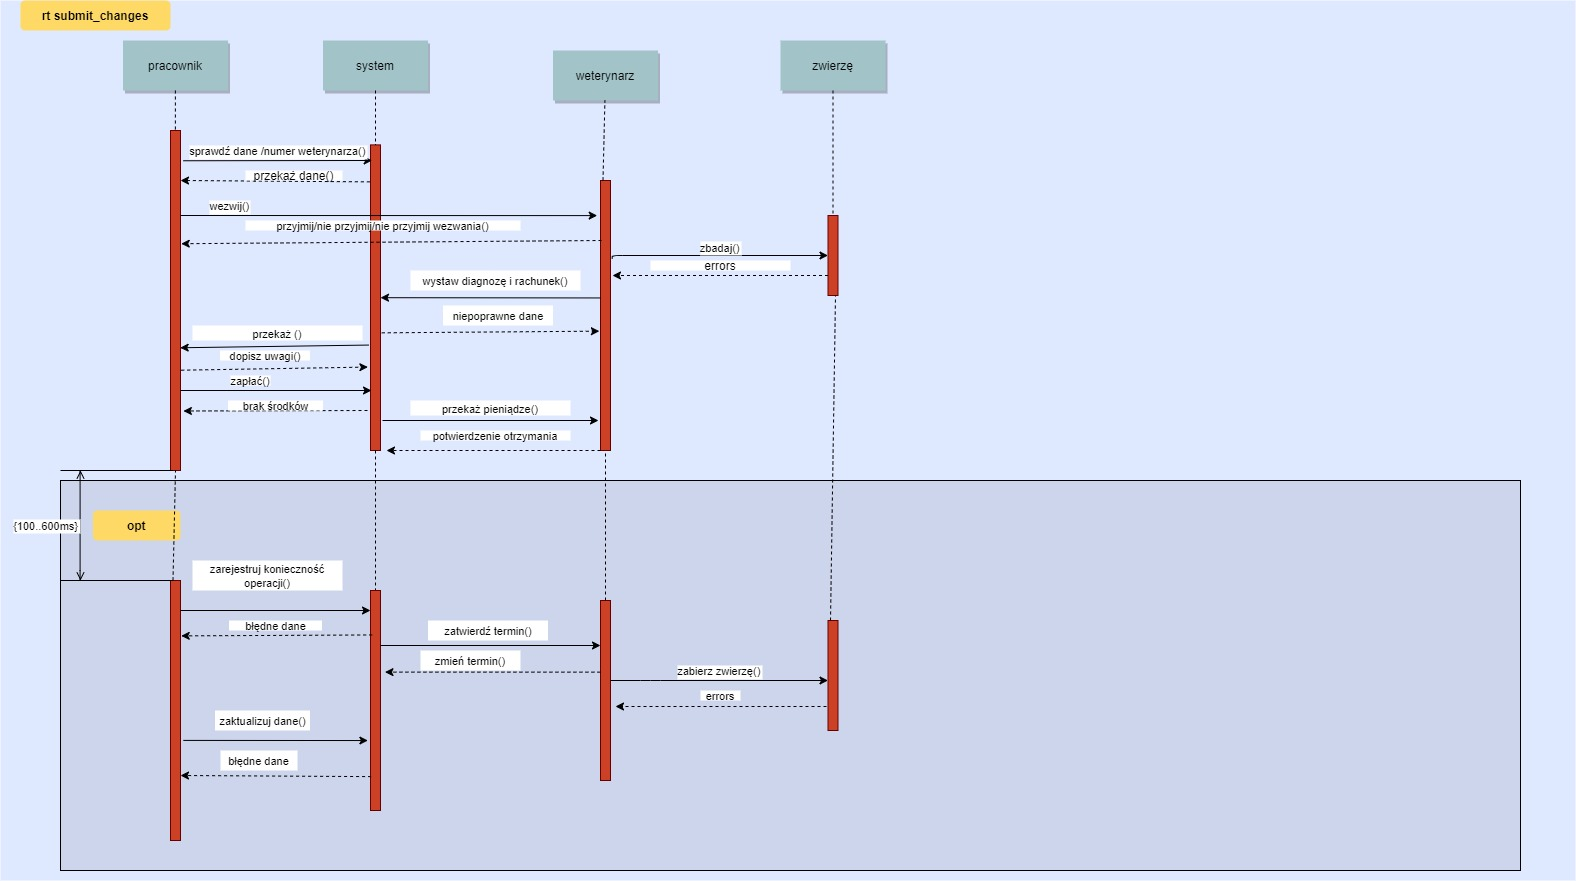 rt submit_changes
pracownik
system
weterynarz
zwierzę
sprawdź dane /numer weterynarza()
przekaż dane()
wezwij()
przyjmij/nie przyjmij/nie przyjmij wezwania()
zbadaj()
errors
wystaw diagnozę i rachunek()
niepoprawne dane
przekaż ()
dopisz uwagi()
zapłać()
brak środków
przekaż pieniądze()
potwierdzenie otrzymania
{100..600ms}
opt
zarejestruj konieczność
operacji()
błędne dane
zatwierdź termin()
zmień termin()
zabierz zwierzę()
errors
zaktualizuj dane()
błędne dane